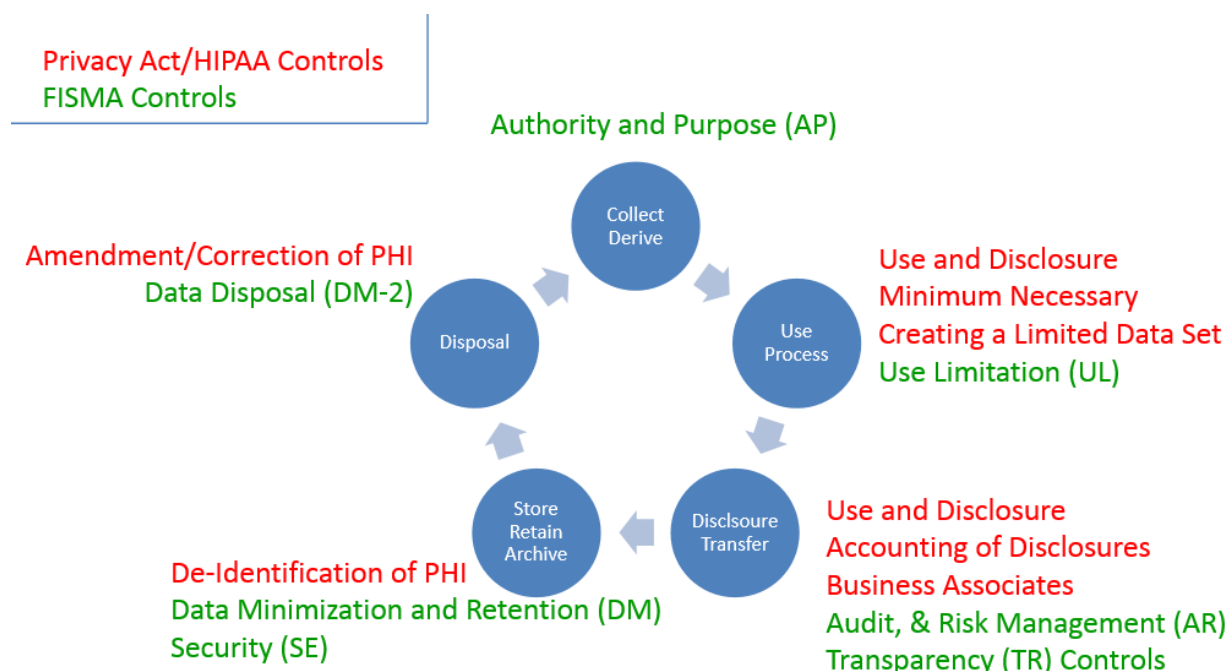 Privacy Act/HIPAA Controls
FISMA Controls
Authority and Purpose (AP)
Collect
Derive
Use and Disclosure
Minimum Necessary
Creating a Limited Data Set
Use Limitation (UL)
Use
Process
Use and Disclosure
Accounting of Disclosures
Business Associates
Audit, & Risk Management (AR)
Transparency (TR) Controls
Disclsoure
Transfer
Store
Retain
Archive
De-Identification of PHI
Data Minimization and Retention (DM)
Security (SE)
Disposal
Amendment/Correction of PHI
Data Disposal (DM-2)